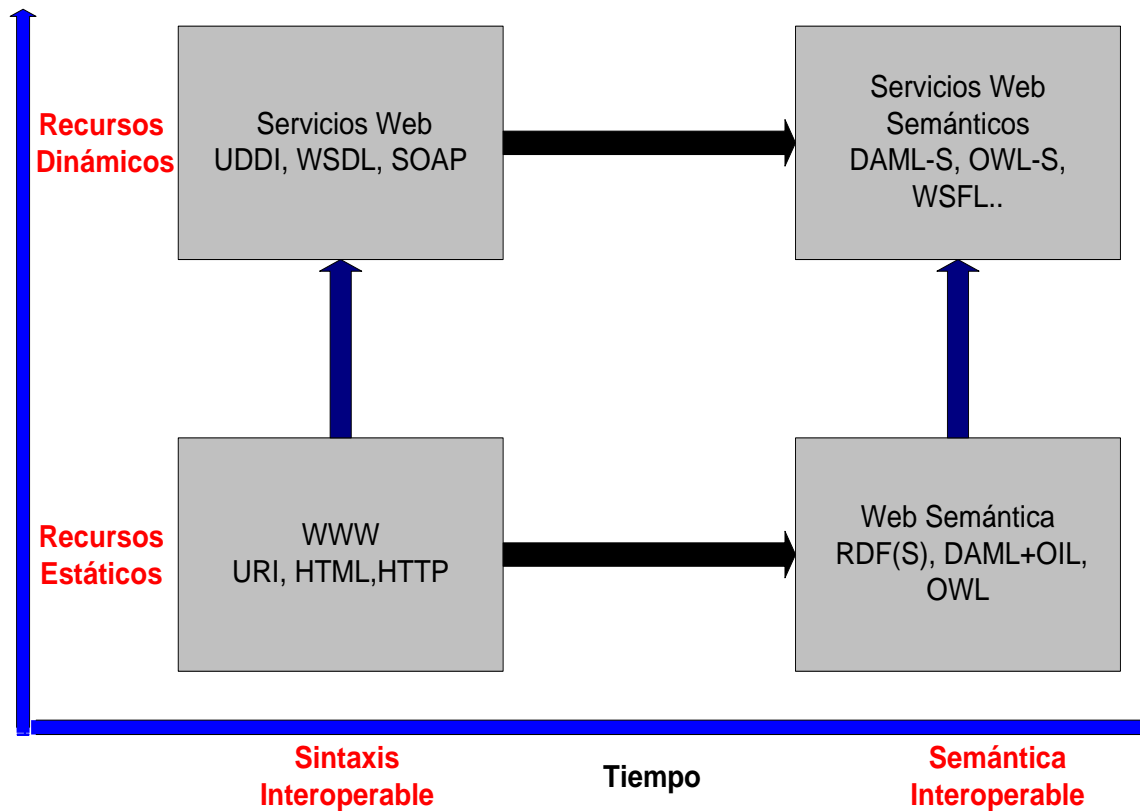 Recursos
Dinámicos
Servicios Web
UDDI, WSDL, SOAP
Servicios Web
Semánticos
DAML-S, OWL-S,
WSFL..
Recursos
Estáticos
WWW
URI, HTML,HTTP
Web Semántica
RDF(S), DAML+OIL,
OWL
Sintaxis
Interoperable
Tiempo
Semántica
Interoperable